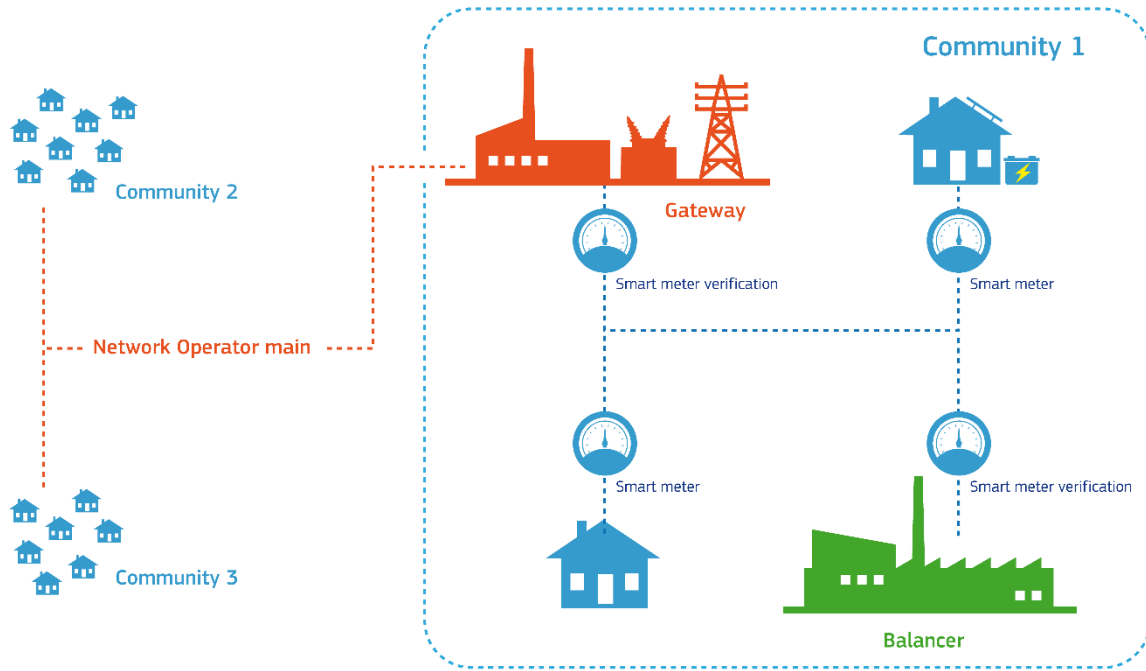 Community 1
Community 2
Gateway
Smart meter verification
Smart meter
Network Operator main
Smart meter
Smart meter verification
Community 3
Balancer